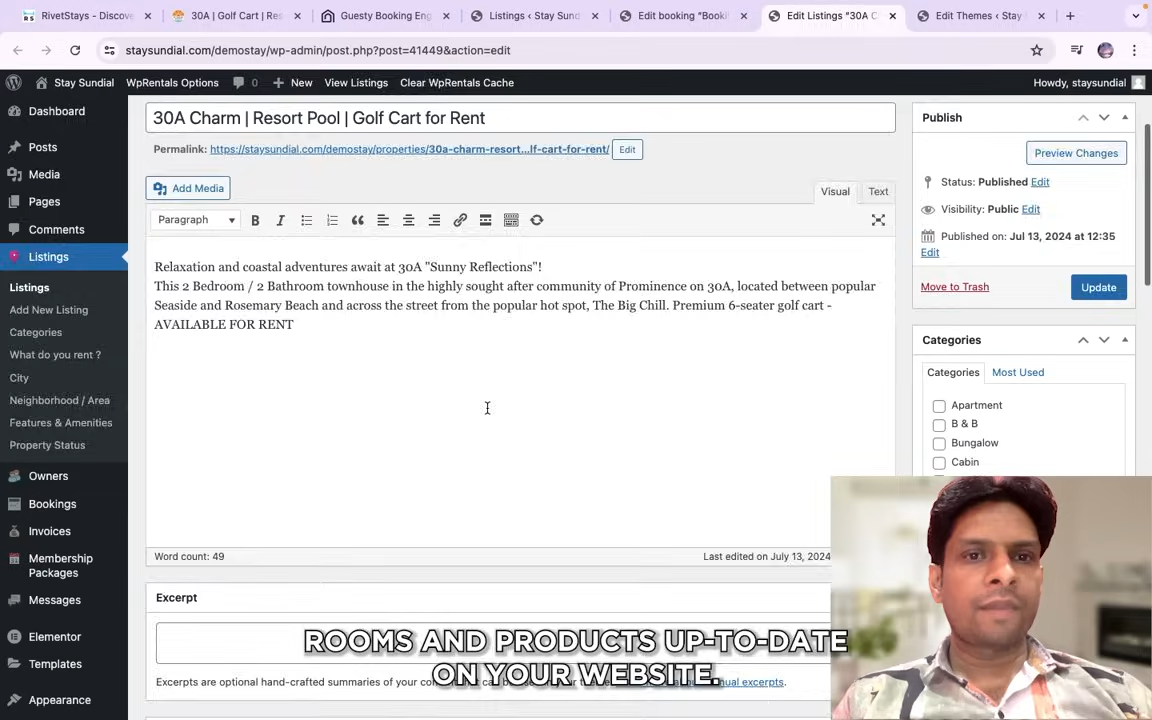 RivetStays - Discove
30A | Golf Cart | Res
Guesty Booking Eng
Listings ‹ Stay Sund
Edit booking "Booki
Edit Listings "30A C
Edit Themes ‹ Stay
staysundial.com/demostay/wp-admin/post.php?post=41449&action=edit
Stay Sundial
WpRentals Options
0
New
View Listings
Clear WpRentals Cache
Howdy, staysundial
Dashboard
Posts
Media
Pages
Comments
Listings
Listings
Add New Listing
Categories
What do you rent ?
City
Neighborhood / Area
Features & Amenities
Property Status
Owners
Bookings
Invoices
Membership
Packages
Messages
Elementor
Templates
Appearance
30A Charm | Resort Pool | Golf Cart for Rent
Permalink: https://staysundial.com/demostay/properties/30a-charm-resort...lf-cart-for-rent/ Edit
Add Media
Visual
Text
Paragraph
Relaxation and coastal adventures await at 30A "Sunny Reflections"!
This 2 Bedroom / 2 Bathroom townhouse in the highly sought after community of Prominence on 30A, located between popular
Seaside and Rosemary Beach and across the street from the popular hot spot, The Big Chill. Premium 6-seater golf cart -
AVAILABLE FOR RENT
Word count: 49
Last edited on July 13, 2024
Excerpt
Excerpts are optional hand-crafted summaries of your co
ual excerpts.
Publish
Preview Changes
Status: Published Edit
Visibility: Public Edit
Published on: Jul 13, 2024 at 12:35
Edit
Move to Trash
Update
Categories
Categories
Most Used
Apartment
B & B
Bungalow
Cabin
ROOMS AND PRODUCTS UP-TO-DATE
ON YOUR WEBSITE.